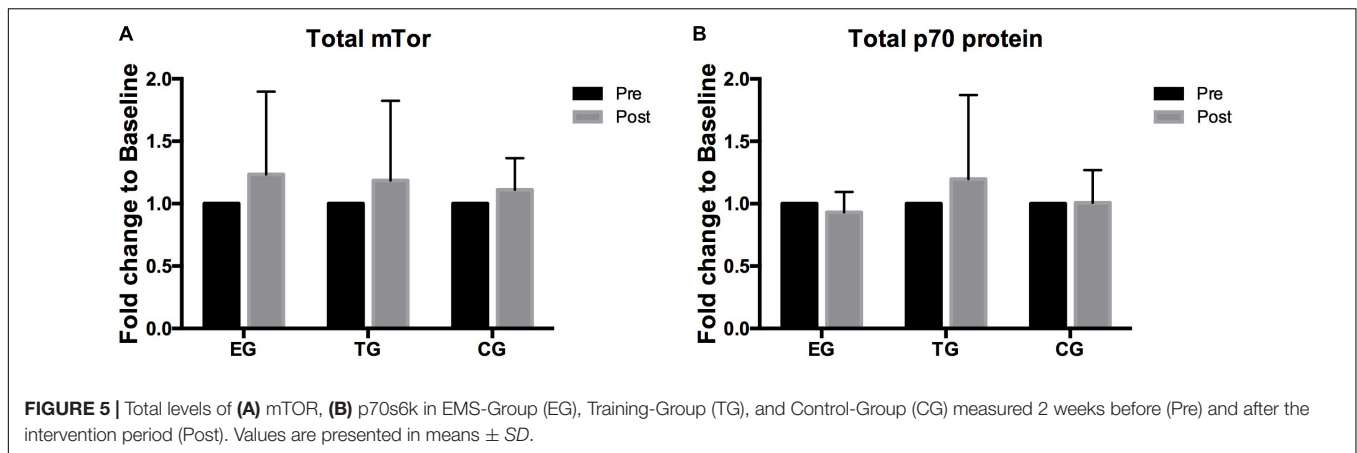 A
Total mTor
Fold change to Baseline
2.0
1.5
1.0
0.5
0.0
EG
TG
CG
Pre
Post
B
Total p70 protein
Fold change to Baseline
2.0
1.5
1.0
0.5
0.0
EG
TG
CG
Pre
Post
FIGURE 5 | Total levels of (A) mTOR, (B) p70s6k in EMS-Group (EG), Training-Group (TG), and Control-Group (CG) measured 2 weeks before (Pre) and after the
intervention period (Post). Values are presented in means ± SD.